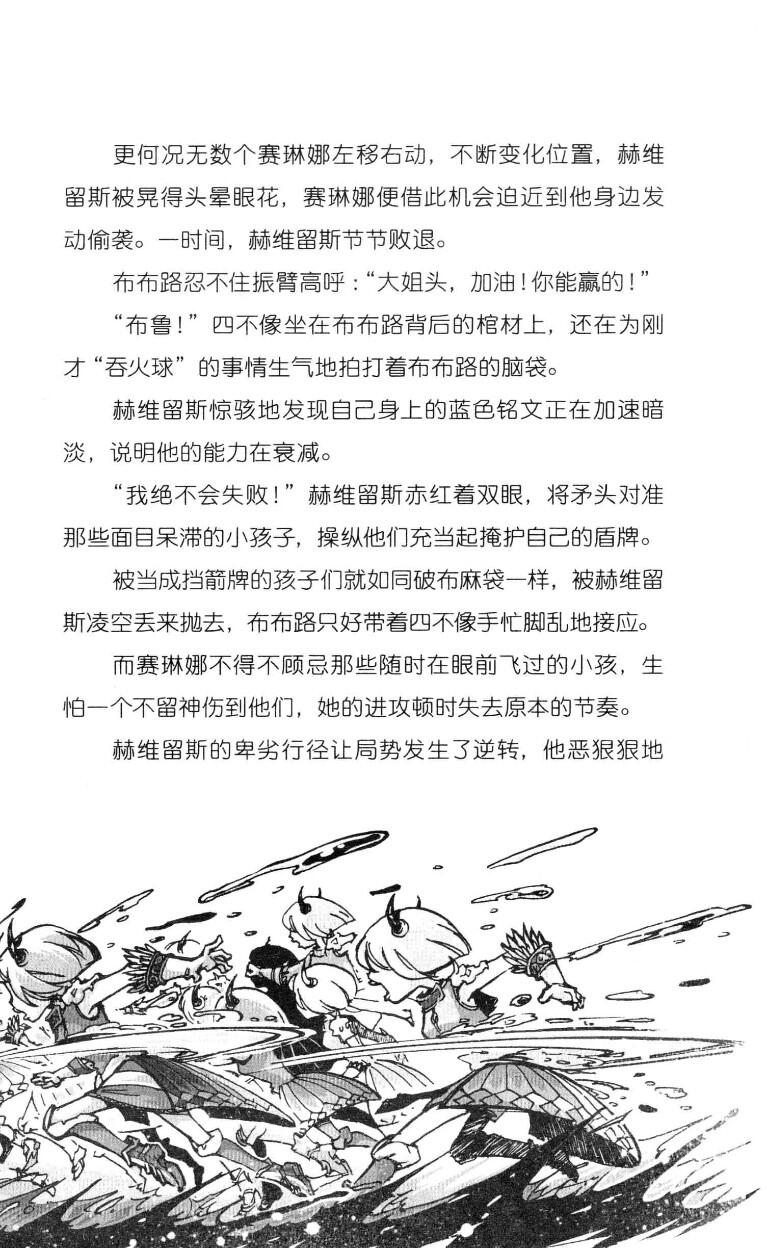 更何况无数个赛琳娜左移右动，不断变化位置，赫维
留斯被晃得头晕眼花，赛琳娜便借此机会迫近到他身边发
动偷袭。一时间，赫维留斯节节败退。
布布路忍不住振臂高呼：“大姐头，加油！你能赢的！”
“布鲁！”四不像坐在布布路背后的棺材上，还在为刚
才“吞火球”的事情生气地拍打着布布路的脑袋。
赫维留斯惊骇地发现自己身上的蓝色铭文正在加速暗
淡，说明他的能力在衰减。
“我绝不会失败！”赫维留斯赤红着双眼，将矛头对准
那些面目呆滞的小孩子，操纵他们充当起掩护自己的盾牌。
被当成挡箭牌的孩子们就如同破布麻袋一样，被赫维留
斯凌空丢来抛去，布布路只好带着四不像手忙脚乱地接应。
而赛琳娜不得不顾忌那些随时在眼前飞过的小孩，生
怕一个不留神伤到他们，她的进攻顿时失去原本的节奏。
赫维留斯的卑劣行径让局势发生了逆转，他恶狠狠地